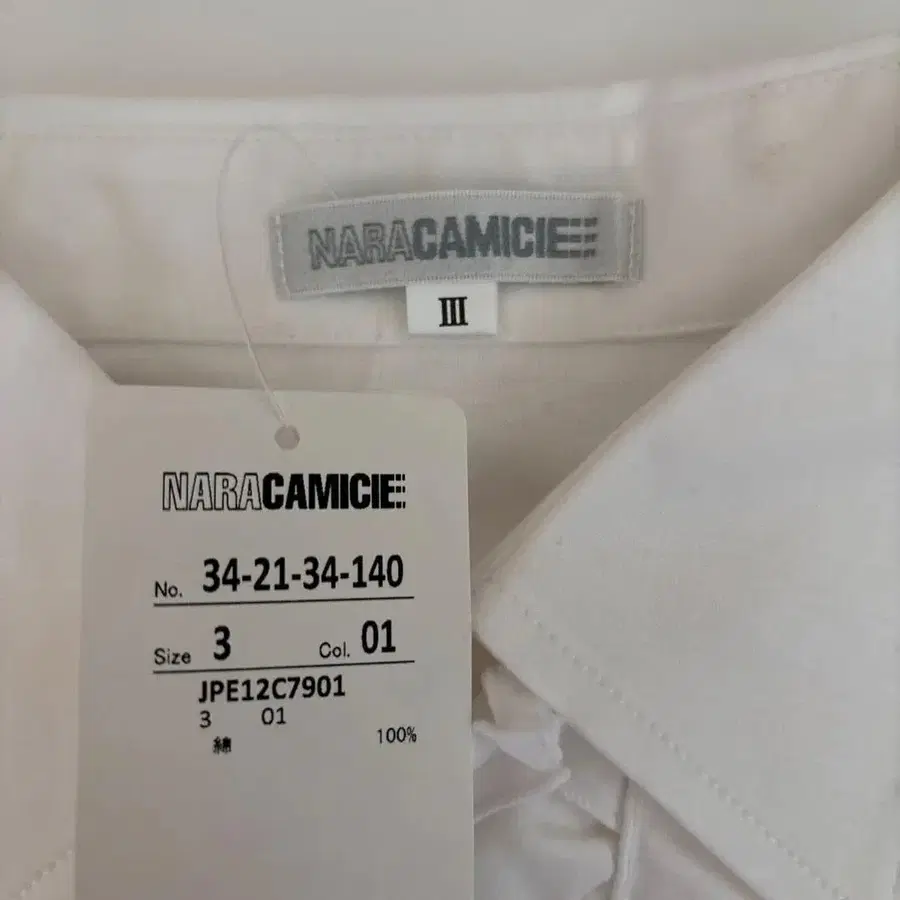 NARACAMICIE
III
NARACAMICIE
No. 34-21-34-140
Size 3 Col. 01
JPE12C7901
3 01
綿 100%